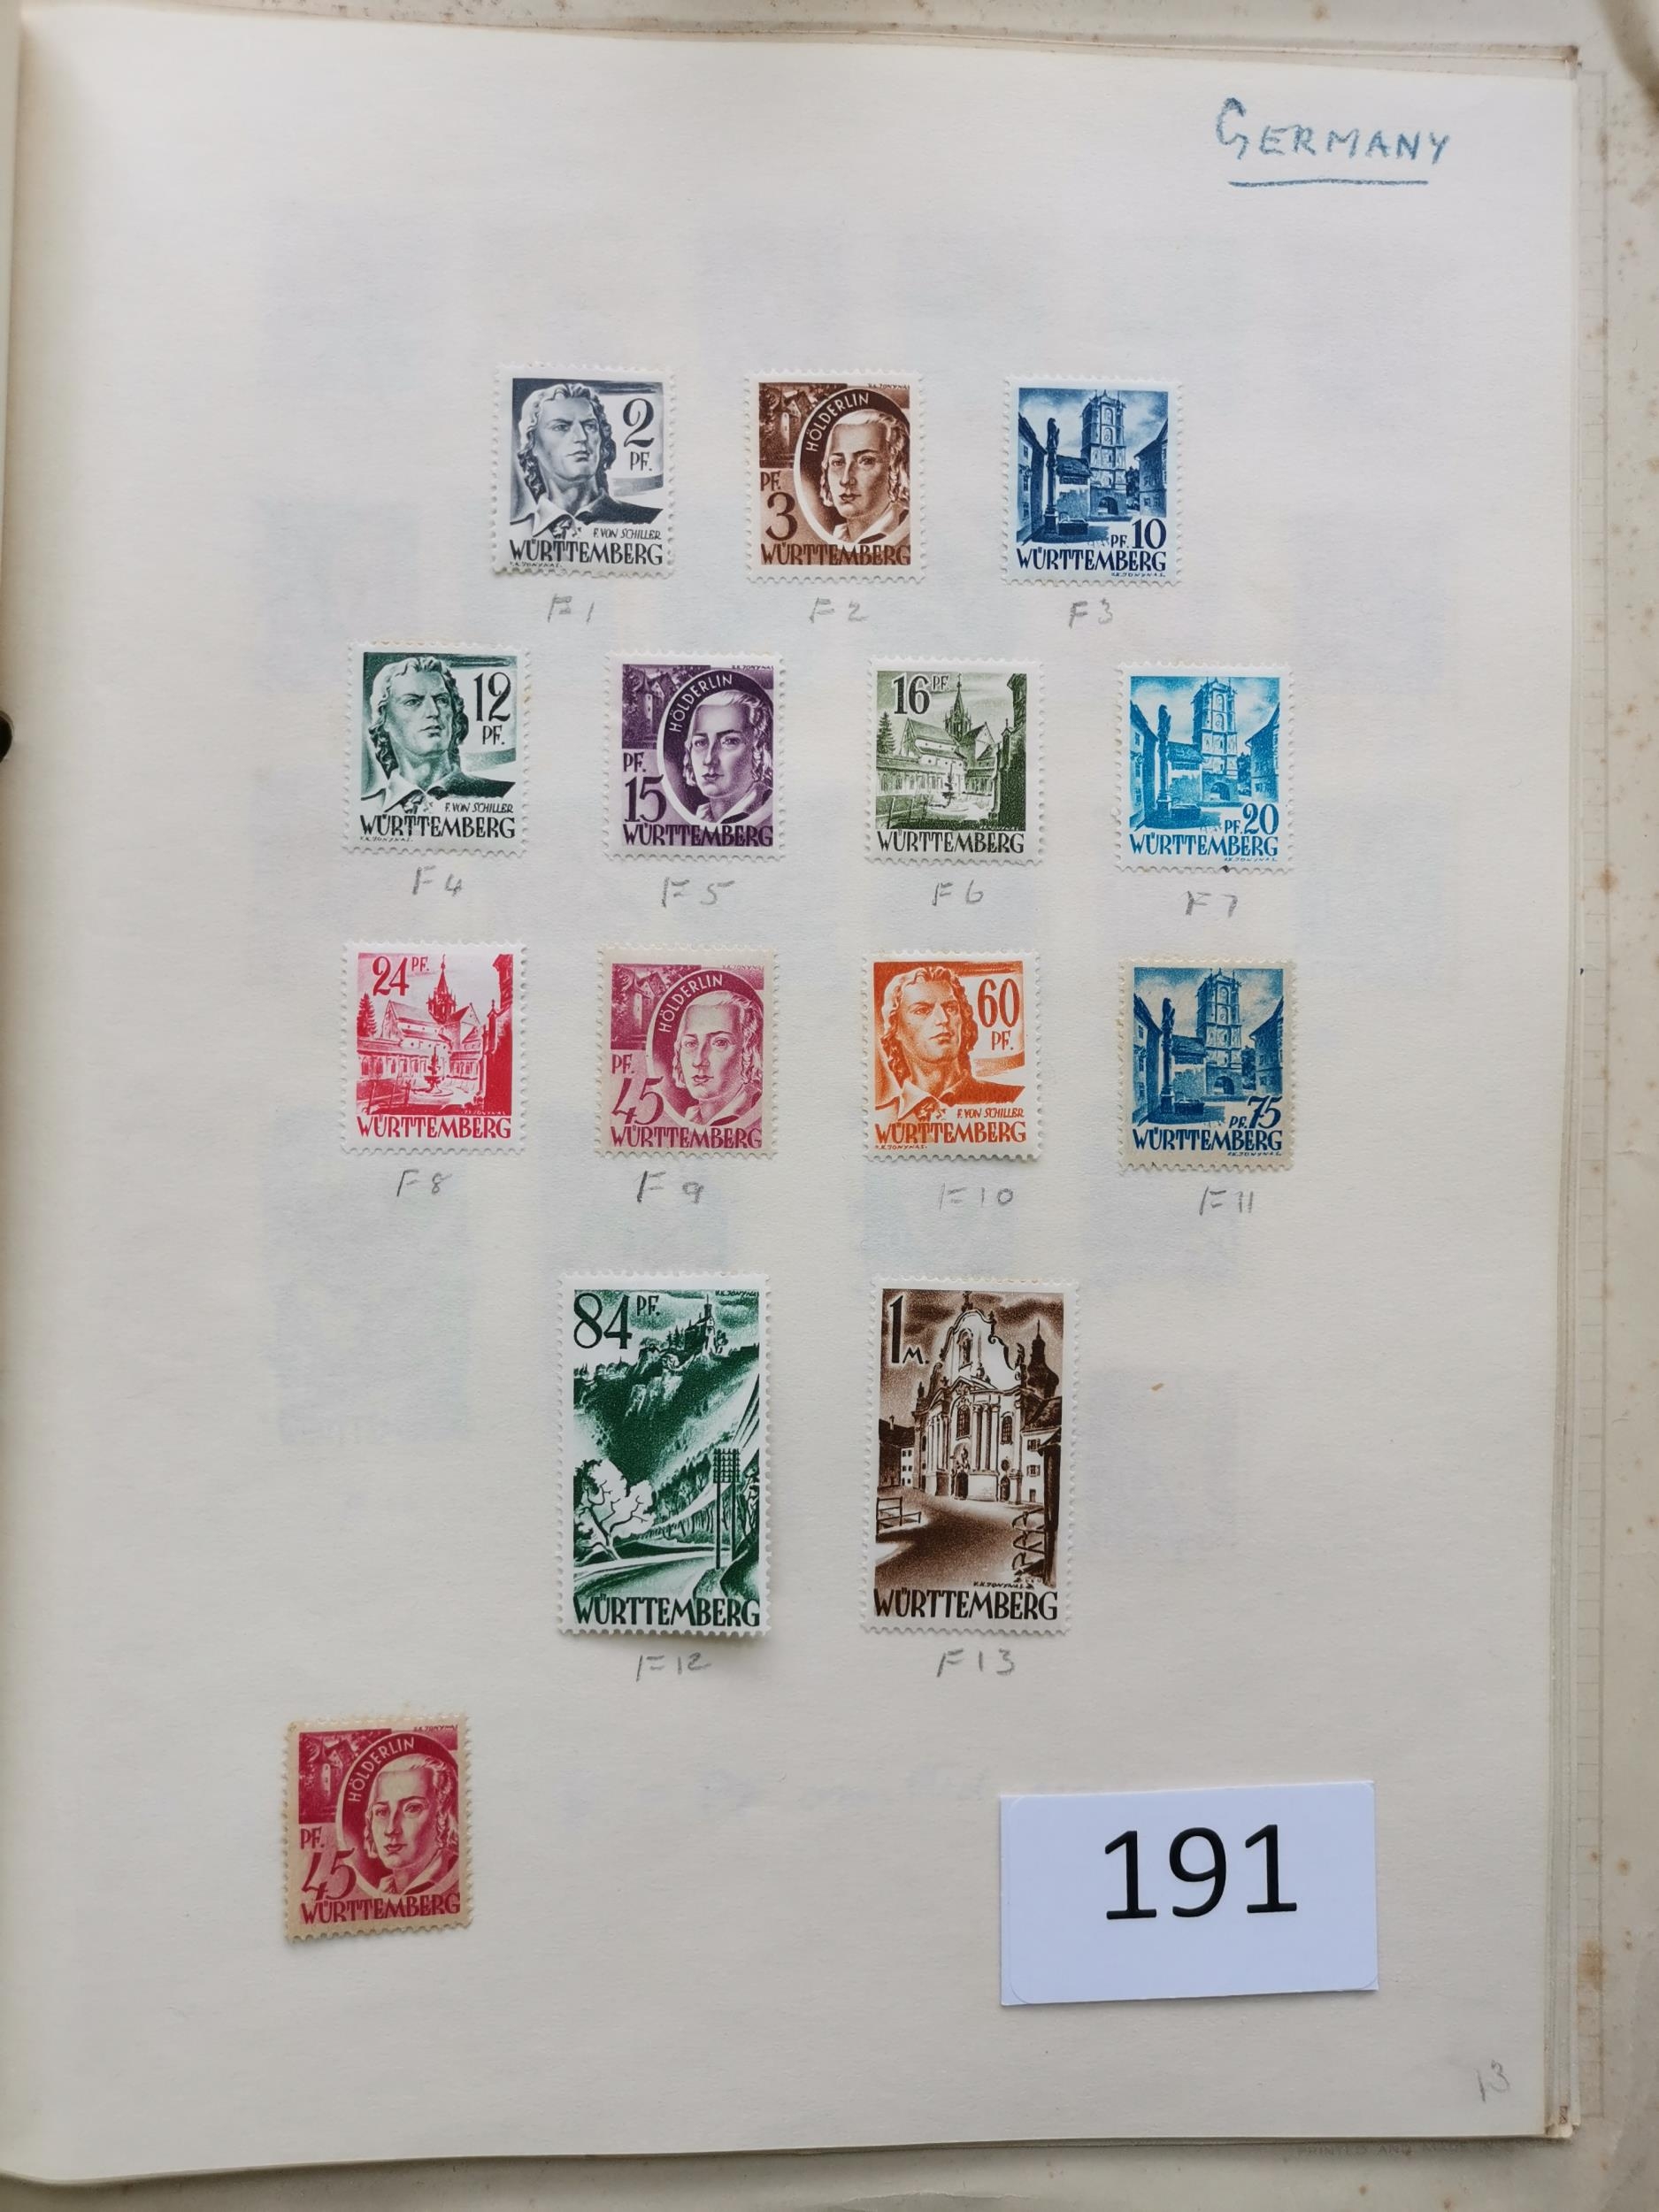 GERMANY
2
PF.
F. VON SCHILLER
WÜRTTEMBERG
HÖLDERLIN
PF.
3
WÜRTTEMBERG
PF. 10
WÜRTTEMBERG
F1 F2 F3
12
PF.
F. VON SCHILLER
WÜRTTEMBERG
HÖLDERLIN
PF.
15
WÜRTTEMBERG
16 PF.
WÜRTTEMBERG
PF. 20
WÜRTTEMBERG
F4 F5 F6 F7
24 PF.
WÜRTTEMBERG
HÖLDERLIN
PF.
45
WÜRTTEMBERG
60
PF.
F. VON SCHILLER
WÜRTTEMBERG
PF. 75
WÜRTTEMBERG
F8 F9 F10 F11
84 PF.
WÜRTTEMBERG
1 M.
WÜRTTEMBERG
F12 F13
HÖLDERLIN
PF.
45
WÜRTTEMBERG
191
13